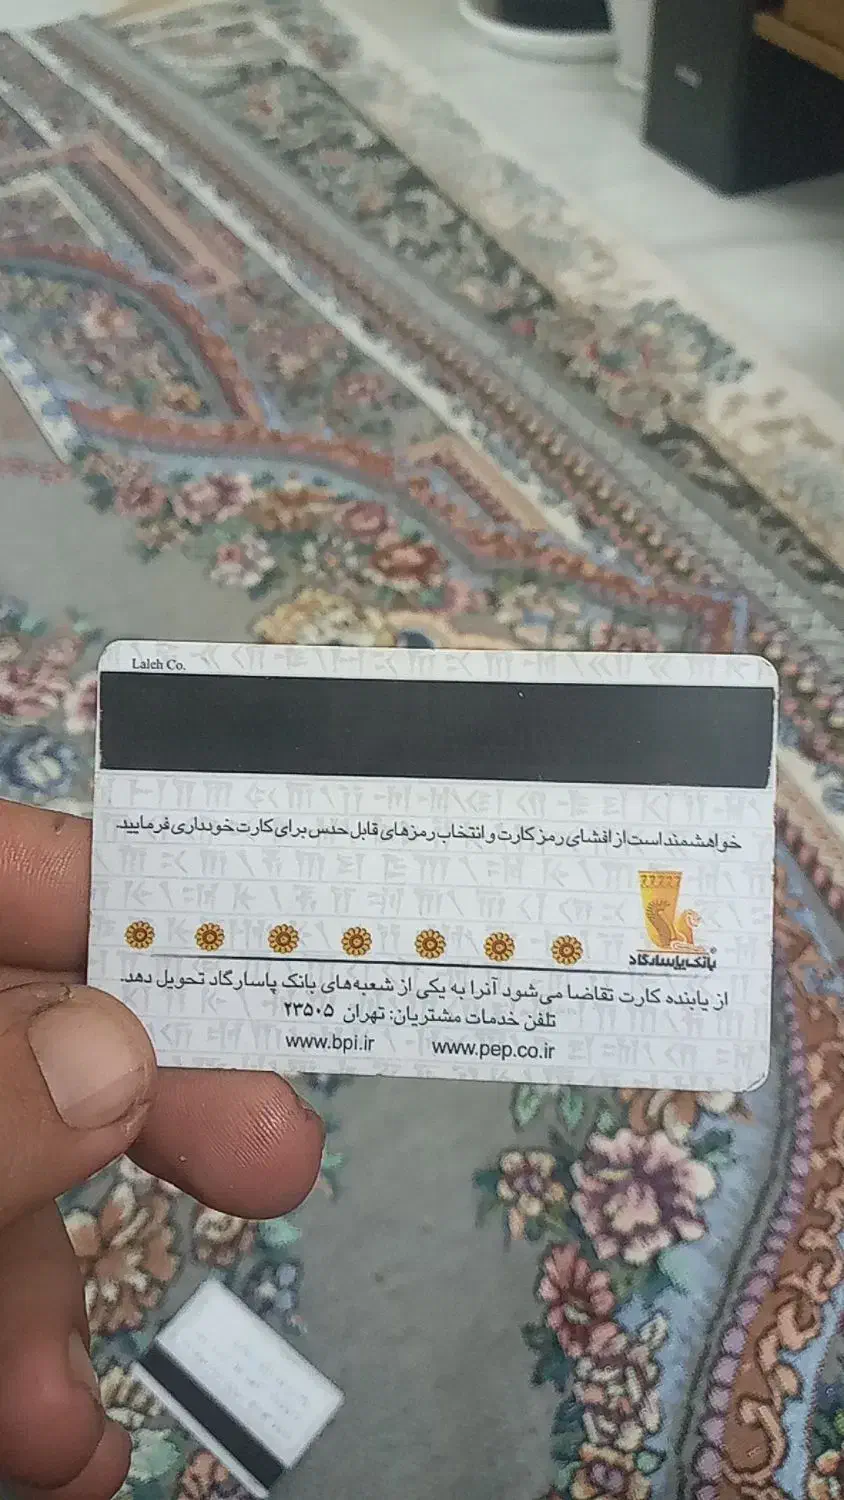 Laleh Co.
خواهشمند است از افشای رمز کارت و انتخاب رمزهای قابل حدس برای کارت خودداری فرمایید.
بانک پاسارگاد
از یابنده کارت تقاضا می‌شود آنرا به یکی از شعبه‌های بانک پاسارگاد تحویل دهد.
تلفن خدمات مشتریان: تهران ۲۳۵۰۵
www.bpi.ir www.pep.co.ir